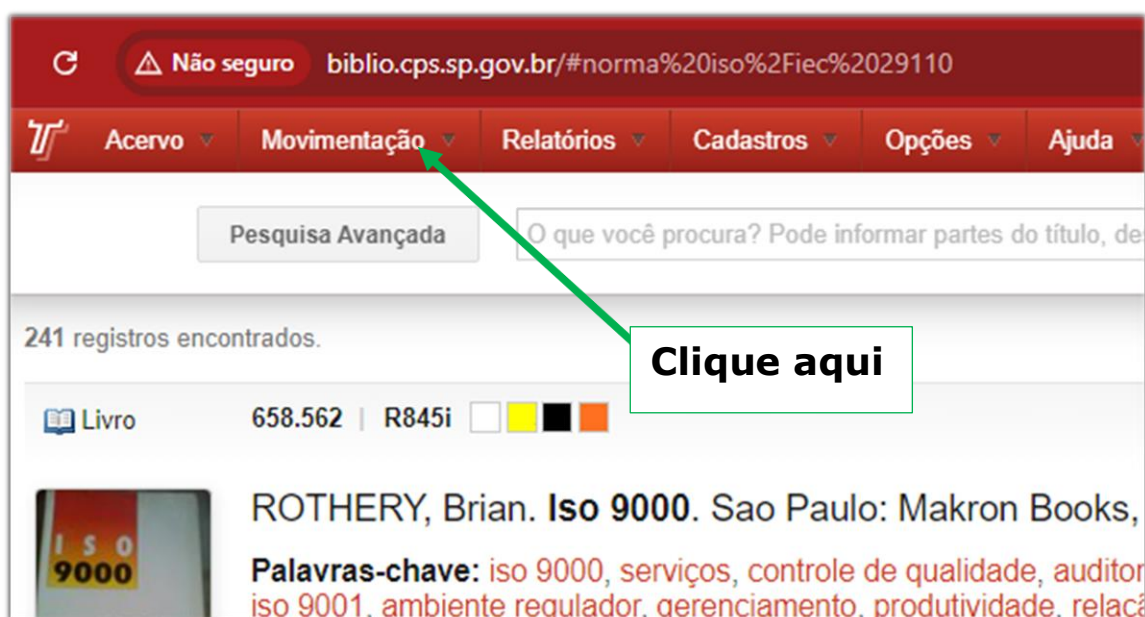 Não seguro biblio.cps.sp.gov.br/#norma%20iso%2Fiec%2029110
Acervo Movimentação Relatórios Cadastros Opções Ajuda
Pesquisa Avançada O que você procura? Pode informar partes do título, de
241 registros encontrados.
Clique aqui
Livro 658.562 | R845i
ROTHERY, Brian. Iso 9000. Sao Paulo: Makron Books,
ISO
9000
Palavras-chave: iso 9000, serviços, controle de qualidade, auditor
iso 9001, ambiente regulador, gerenciamento, produtividade, relaçã